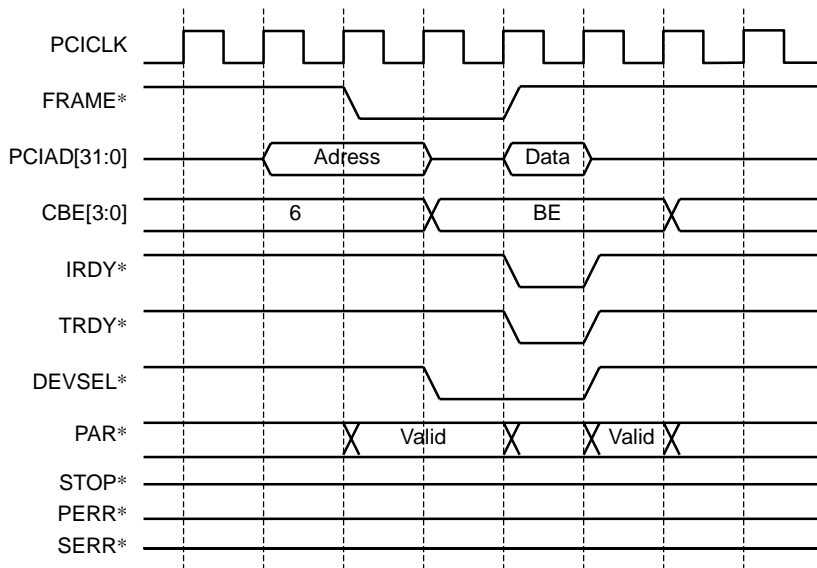 PCICLK
FRAME*
PCIAD[31:0] Adress Data
CBE[3:0] 6 BE
IRDY*
TRDY*
DEVSEL*
PAR* Valid Valid
STOP*
PERR*
SERR*